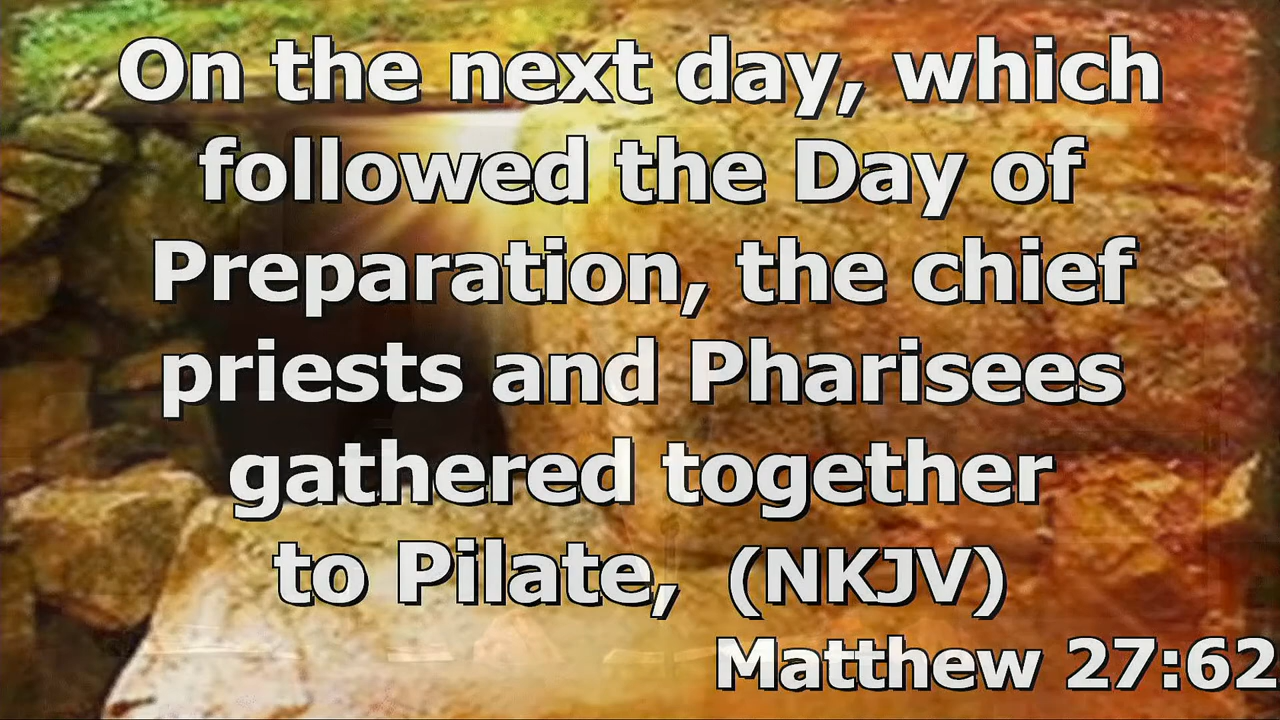 On the next day, which
followed the Day of
Preparation, the chief
priests and Pharisees
gathered together
to Pilate, (NKJV)
Matthew 27:62